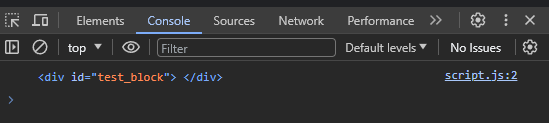 Elements Console Sources Network Performance
top Filter Default levels No Issues
<div id="test_block"> </div> script.js:2